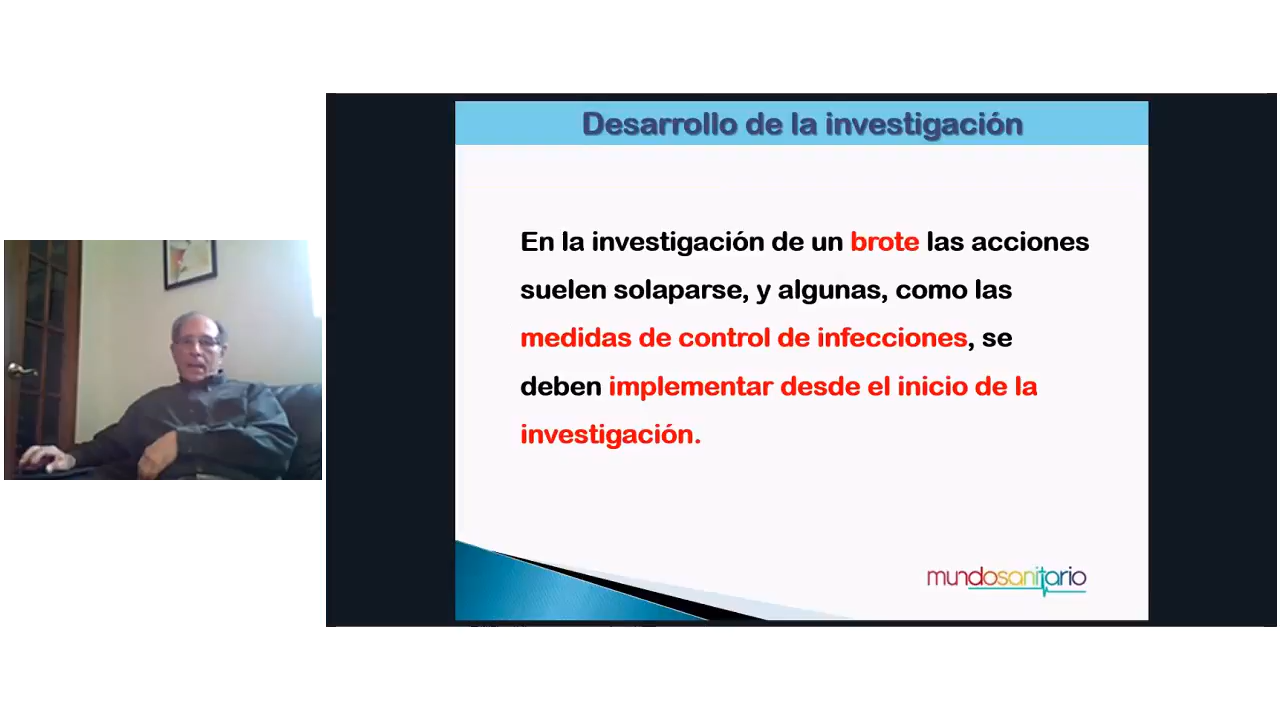 Desarrollo de la investigación
En la investigación de un brote las acciones
suelen solaparse, y algunas, como las
medidas de control de infecciones, se
deben implementar desde el inicio de la
investigación.
mundosanitario